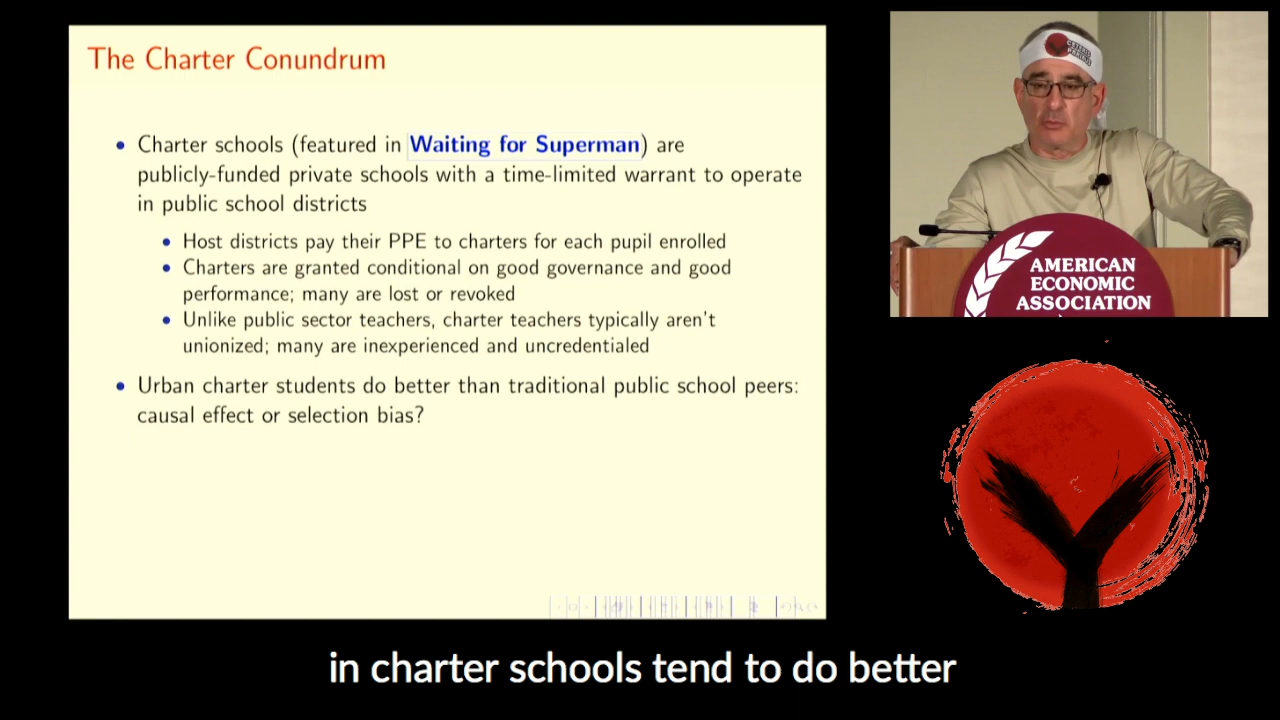 The Charter Conundrum
Charter schools (featured in Waiting for Superman) are
publicly-funded private schools with a time-limited warrant to operate
in public school districts
Host districts pay their PPE to charters for each pupil enrolled
Charters are granted conditional on good governance and good
performance; many are lost or revoked
Unlike public sector teachers, charter teachers typically aren't
unionized; many are inexperienced and uncredentialed
Urban charter students do better than traditional public school peers:
causal effect or selection bias?
CETERIS
PARIBUS
AMERICAN
ECONOMIC
ASSOCIATION
in charter schools tend to do better